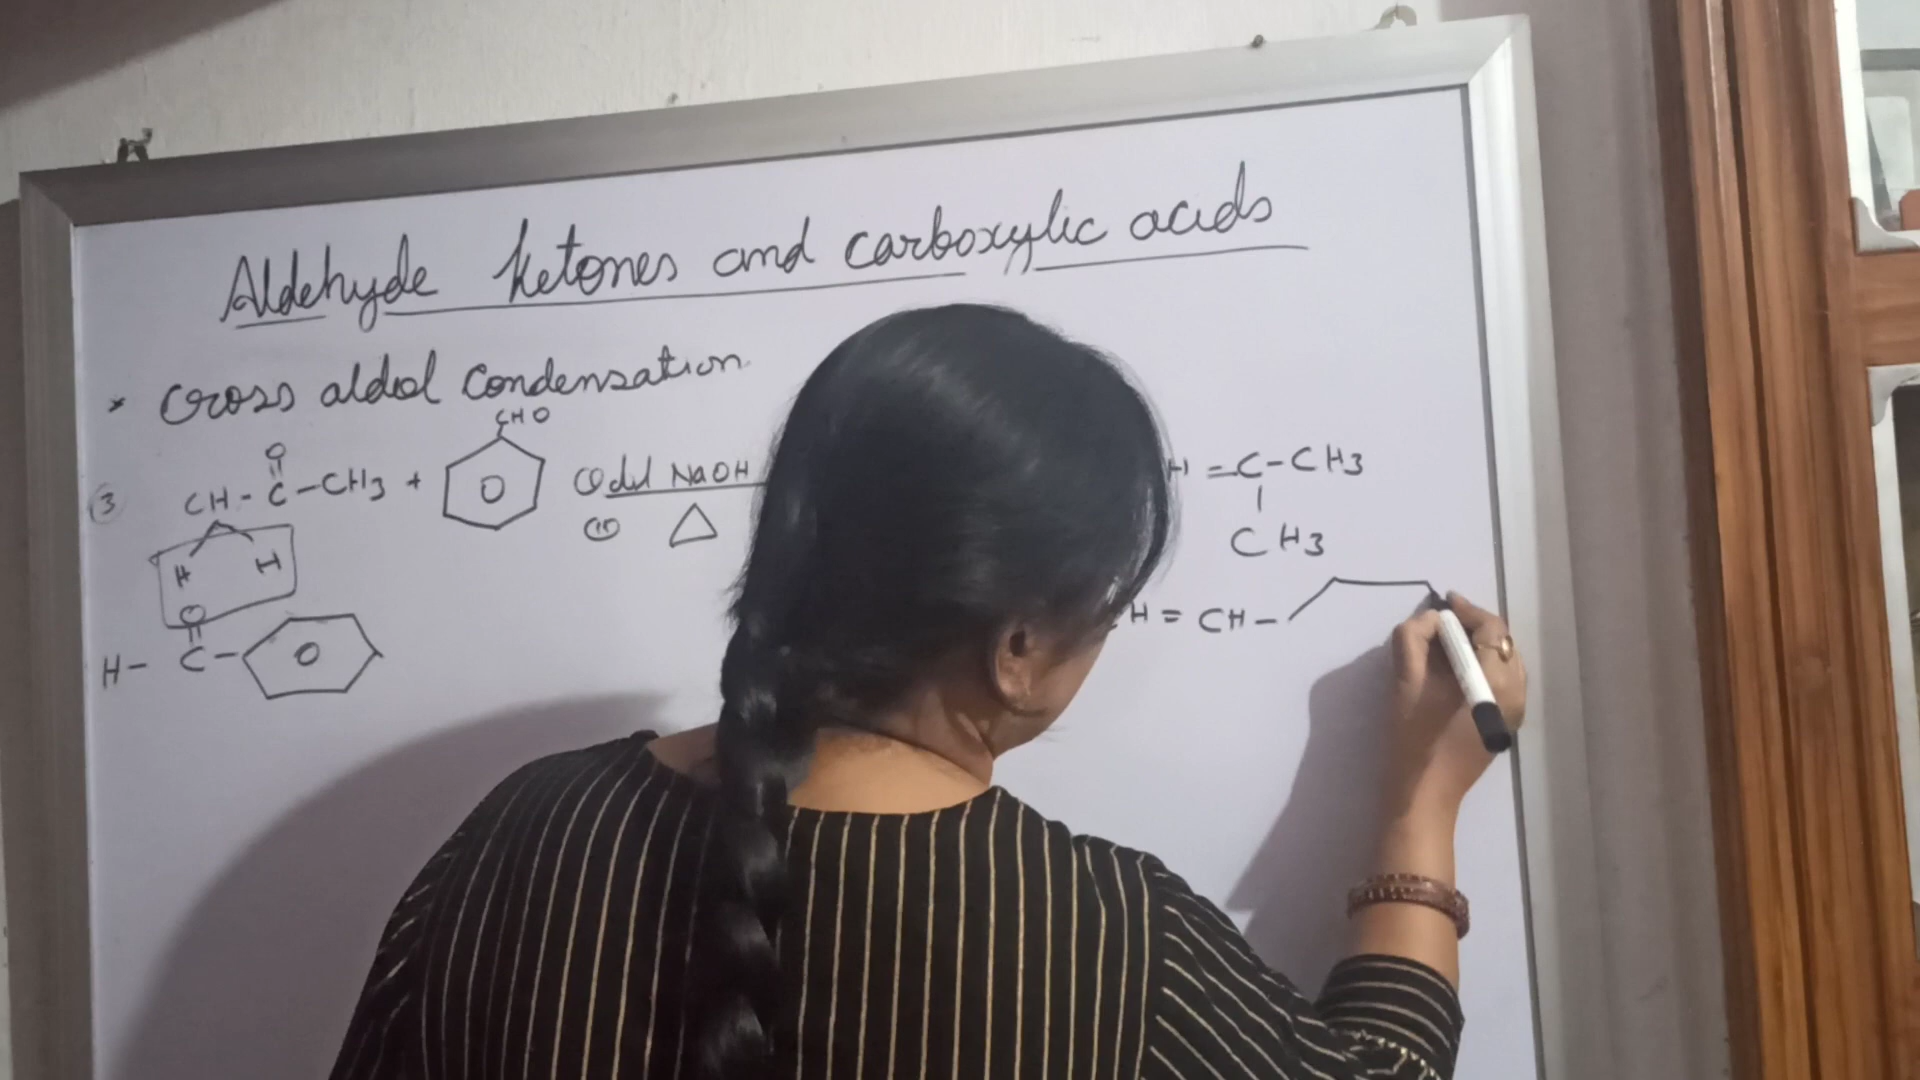 Aldehyde ketones and carboxylic acids
* Cross aldol Condensation
CHO
O
③ CH - C - CH3 + O (i) dil NaOH H = C - CH3
(ii) △
CH3
H H
O
H = CH -
H - C - O